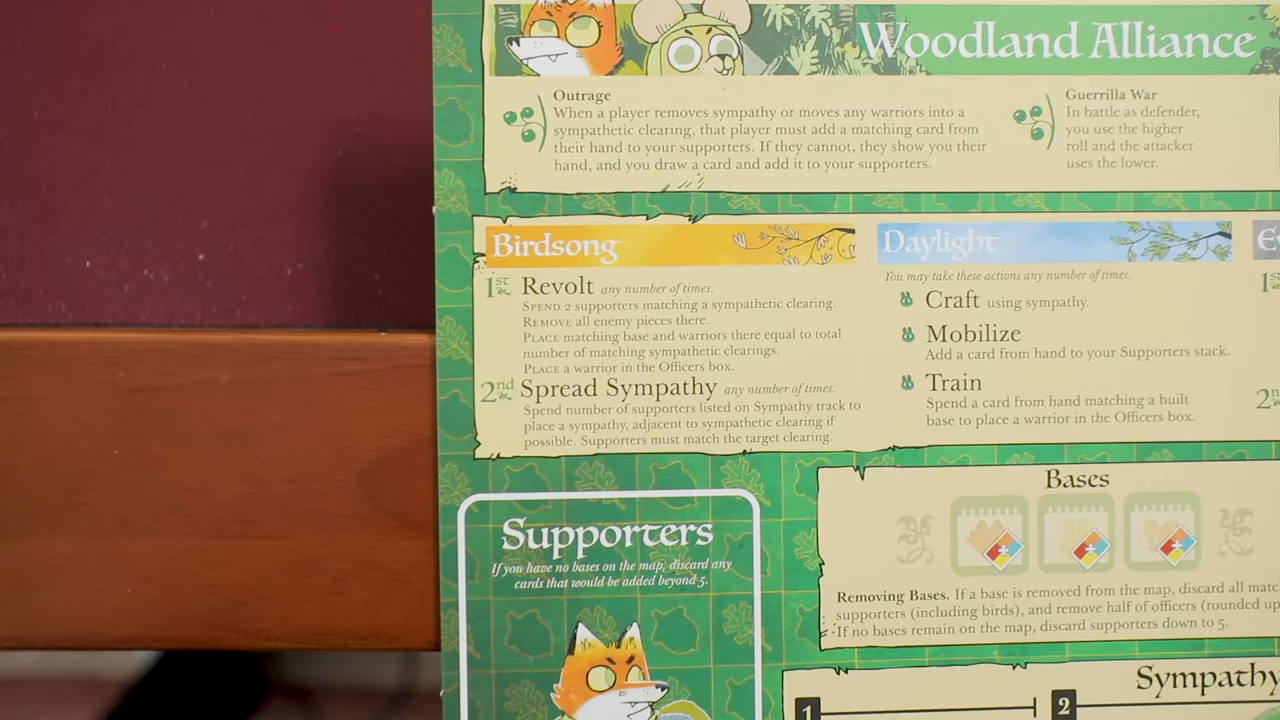 Woodland Alliance
Outrage
When a player removes sympathy or moves any warriors into a
sympathetic clearing, that player must add a matching card from
their hand to your supporters. If they cannot, they show you their
hand, and you draw a card and add it to your supporters.
Guerrilla War
In battle as defender,
you use the higher
roll and the attacker
uses the lower.
Birdsong
1st Revolt any number of times.
Spend 2 supporters matching a sympathetic clearing.
Remove all enemy pieces there.
Place matching base and warriors there equal to total
number of matching sympathetic clearings.
Place a warrior in the Officers box.
2nd Spread Sympathy any number of times.
Spend number of supporters listed on Sympathy track to
place a sympathy, adjacent to sympathetic clearing if
possible. Supporters must match the target clearing.
Daylight
You may take these actions any number of times.
Craft using sympathy.
Mobilize
Add a card from hand to your Supporters stack.
Train
Spend a card from hand matching a built
base to place a warrior in the Officers box.
1st
Supporters
If you have no bases on the map, discard any
cards that would be added beyond 5.
Bases
Removing Bases. If a base is removed from the map, discard all
supporters (including birds), and remove half of officers (rounded
If no bases remain on the map, discard supporters down to 5.
Sympathy
1
2